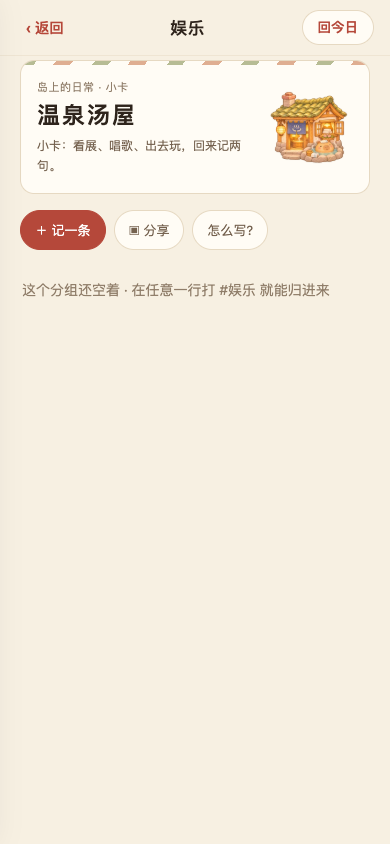 ‹ 返回
娱乐
回今日
岛上的日常 · 小卡
温泉汤屋
小卡：看展、唱歌、出去玩，回来记两
句。
＋ 记一条
▣ 分享
怎么写?
这个分组还空着 · 在任意一行打 #娱乐 就能归进来